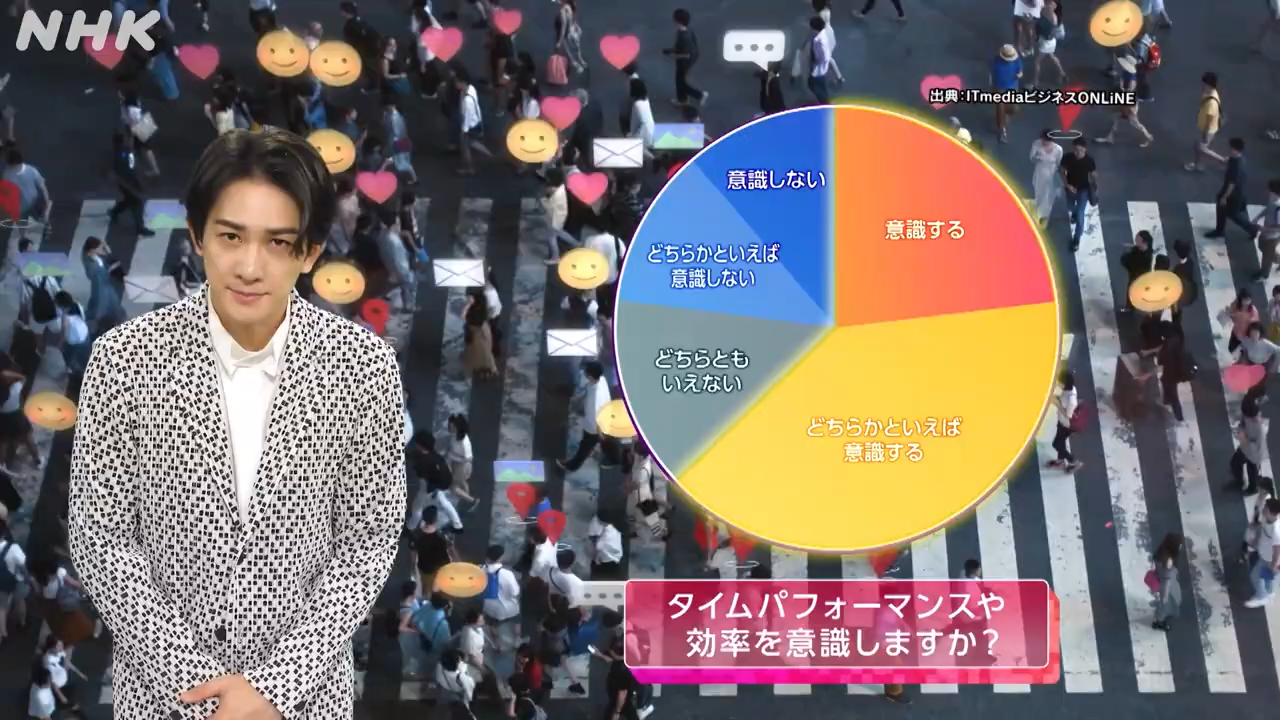 NHK
出典：ITmediaビジネスONLiNE
意識しない
意識する
どちらかといえば
意識しない
どちらとも
いえない
どちらかといえば
意識する
タイムパフォーマンスや
効率を意識しますか？